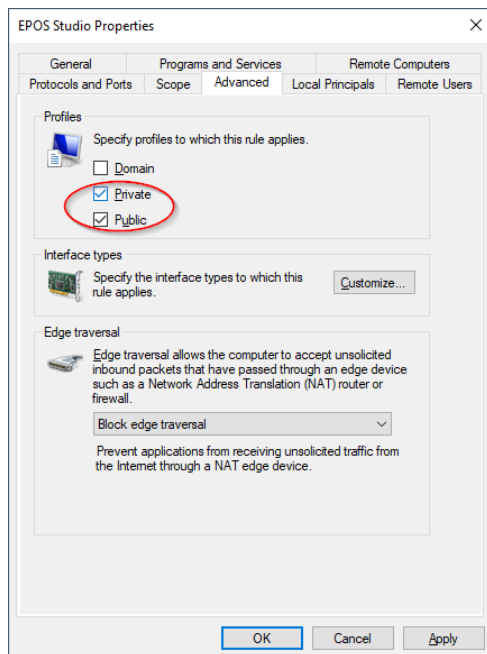 EPOS Studio Properties
General
Programs and Services
Remote Computers
Protocols and Ports
Scope
Advanced
Local Principals
Remote Users
Profiles
Specify profiles to which this rule applies.
Domain
Private
Public
Interface types
Specify the interface types to which this
rule applies.
Customize...
Edge traversal
Edge traversal allows the computer to accept unsolicited
inbound packets that have passed through an edge device
such as a Network Address Translation (NAT) router or
firewall.
Block edge traversal
Prevent applications from receiving unsolicited traffic from
the Internet through a NAT edge device.
OK
Cancel
Apply